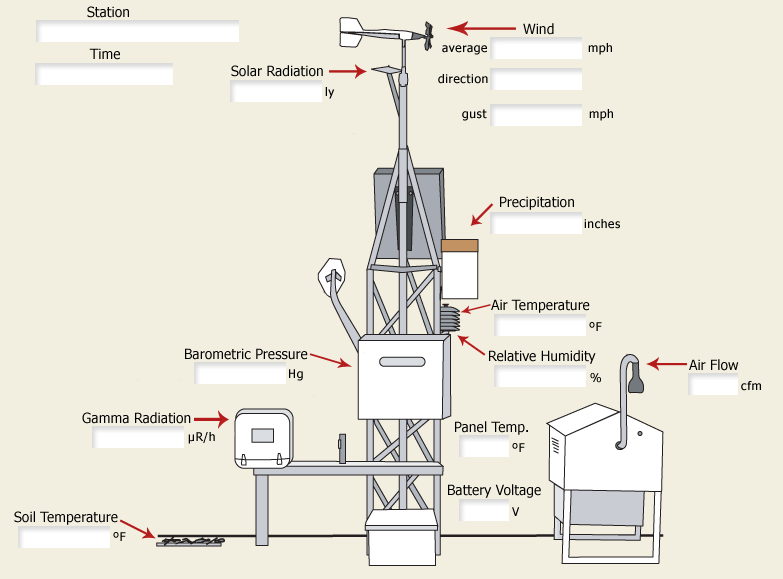 Station
Time
Wind
average mph
direction
gust mph
Solar Radiation
ly
Precipitation
inches
Air Temperature
ºF
Relative Humidity
%
Barometric Pressure
Hg
Air Flow
cfm
Gamma Radiation
µR/h
Panel Temp.
ºF
Battery Voltage
V
Soil Temperature
ºF